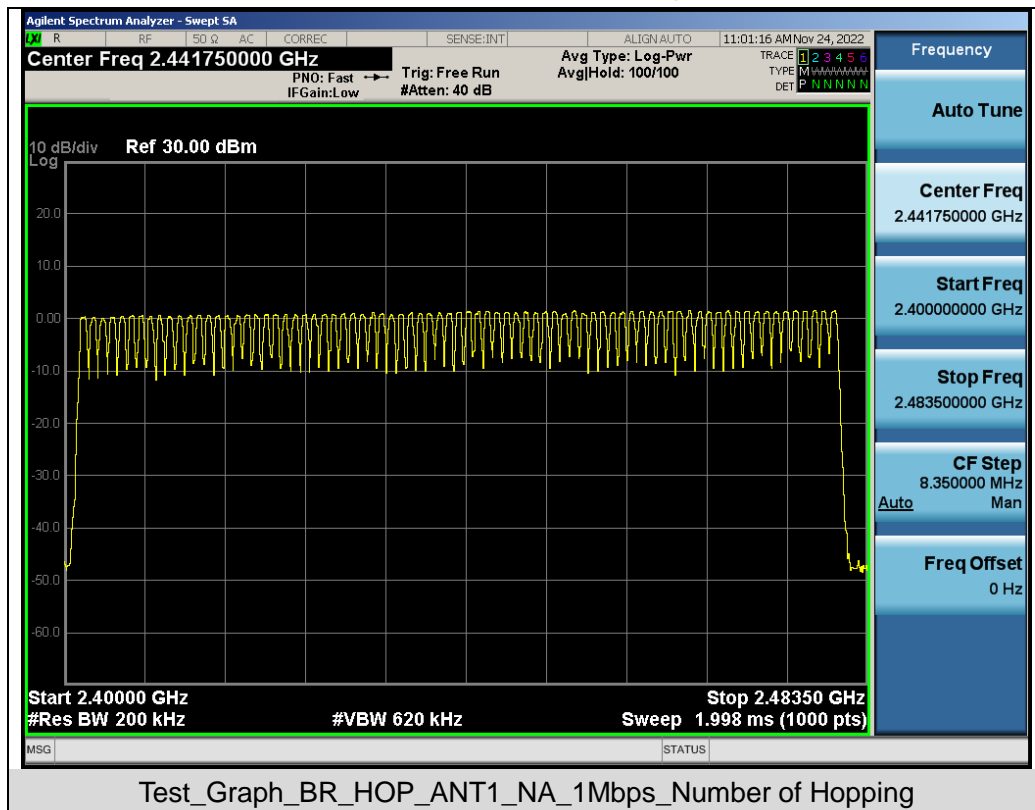 Agilent Spectrum Analyzer - Swept SA
LXI R RF 50 Ω AC CORREC SENSE:INT ALIGN AUTO 11:01:16 AM Nov 24, 2022
Center Freq 2.441750000 GHz
PNO: Fast
IFGain:Low
Trig: Free Run
#Atten: 40 dB
Avg Type: Log-Pwr
Avg|Hold: 100/100
TRACE 1 2 3 4 5 6
TYPE M
DET P N N N N N
10 dB/div
Log
Ref 30.00 dBm
20.0
10.0
0.00
-10.0
-20.0
-30.0
-40.0
-50.0
-60.0
Start 2.40000 GHz
Stop 2.48350 GHz
#Res BW 200 kHz
#VBW 620 kHz
Sweep 1.998 ms (1000 pts)
MSG
STATUS
Frequency
Auto Tune
Center Freq
2.441750000 GHz
Start Freq
2.400000000 GHz
Stop Freq
2.483500000 GHz
CF Step
8.350000 MHz
Auto Man
Freq Offset
0 Hz
Test_Graph_BR_HOP_ANT1_NA_1Mbps_Number of Hopping